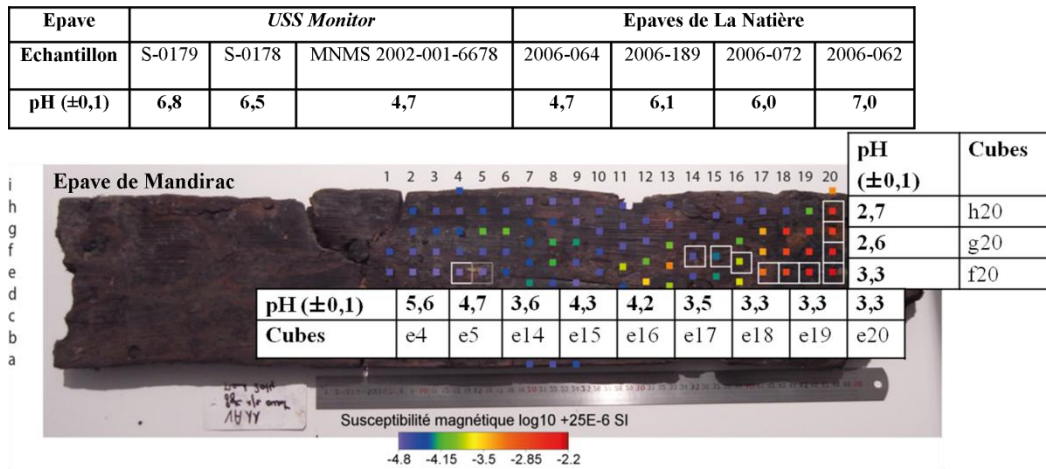 Epave USS Monitor Epaves de La Natière
Echantillon S-0179 S-0178 MNMS 2002-001-6678 2006-064 2006-189 2006-072 2006-062
pH (±0,1) 6,8 6,5 4,7 4,7 6,1 6,0 7,0
Epave de Mandirac
1 2 3 4 5 6 7 8 9 10 11 12 13 14 15 16 17 18 19 20
i
h
g
f
e
d
c
b
a
pH (±0,1) Cubes
2,7 h20
2,6 g20
3,3 f20
pH (±0,1) 5,6 4,7 3,6 4,3 4,2 3,5 3,3 3,3 3,3
Cubes e4 e5 e14 e15 e16 e17 e18 e19 e20
Susceptibilité magnétique log10 +25E-6 SI
-4.8 -4.15 -3.5 -2.85 -2.2